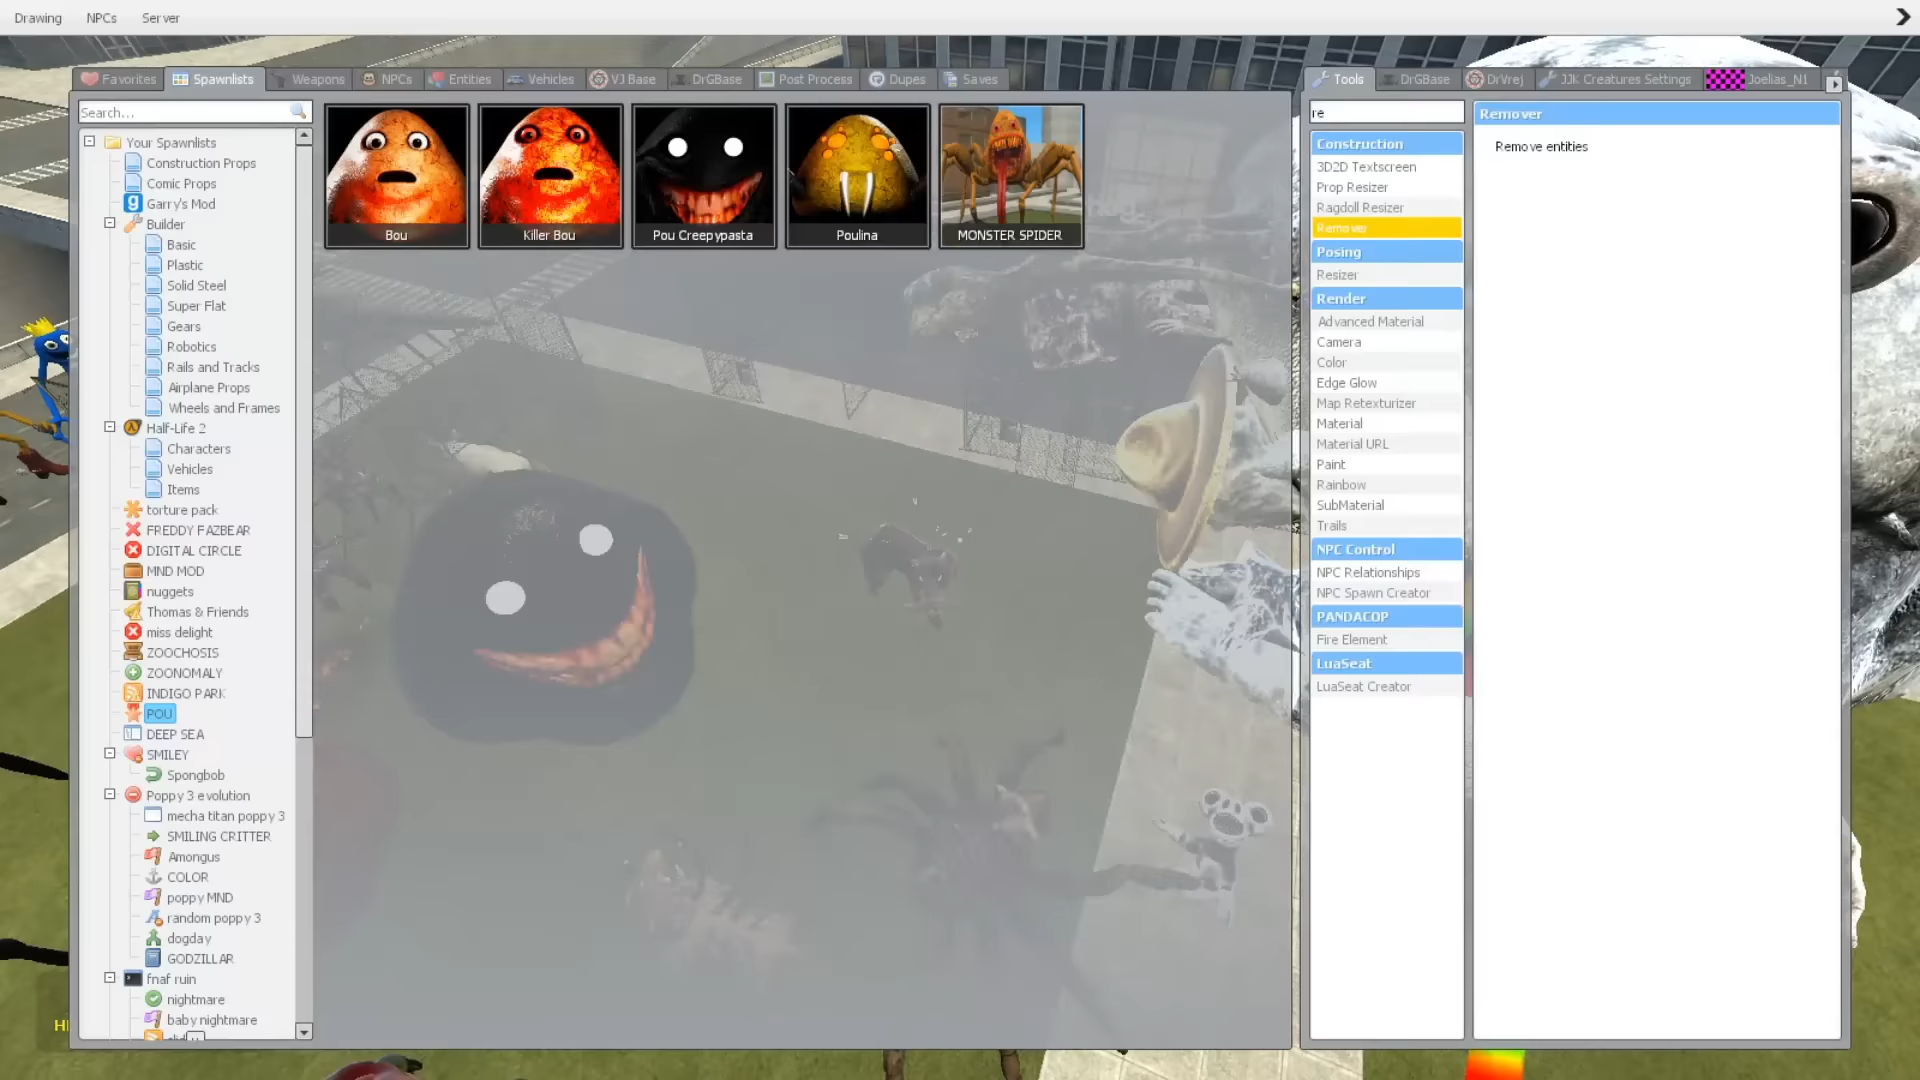 Drawing NPCs Server
Favorites Spawnlists Weapons NPCs Entities Vehicles VJ Base DrGBase Post Process Dupes Saves
Search...
Your Spawnlists
Construction Props
Comic Props
Garry's Mod
Builder
Basic
Plastic
Solid Steel
Super Flat
Gears
Robotics
Rails and Tracks
Airplane Props
Wheels and Frames
Half-Life 2
Characters
Vehicles
Items
torture pack
FREDDY FAZBEAR
DIGITAL CIRCLE
MND MOD
nuggets
Thomas & Friends
miss delight
ZOOCHOSIS
ZOONOMALY
INDIGO PARK
POU
DEEP SEA
SMILEY
Spongbob
Poppy 3 evolution
mecha titan poppy 3
SMILING CRITTER
Amongus
COLOR
poppy MND
random poppy 3
dogday
GODZILLAR
fnaf ruin
nightmare
baby nightmare
Bou
Killer Bou
Pou Creepypasta
Poulina
MONSTER SPIDER
Tools DrGBase DrVrej JJK Creatures Settings Joelias_N1
re
Construction
3D2D Textscreen
Prop Resizer
Ragdoll Resizer
Remover
Posing
Resizer
Render
Advanced Material
Camera
Color
Edge Glow
Map Retexturizer
Material
Material URL
Paint
Rainbow
SubMaterial
Trails
NPC Control
NPC Relationships
NPC Spawn Creator
PANDACOP
Fire Element
LuaSeat
LuaSeat Creator
Remover
Remove entities